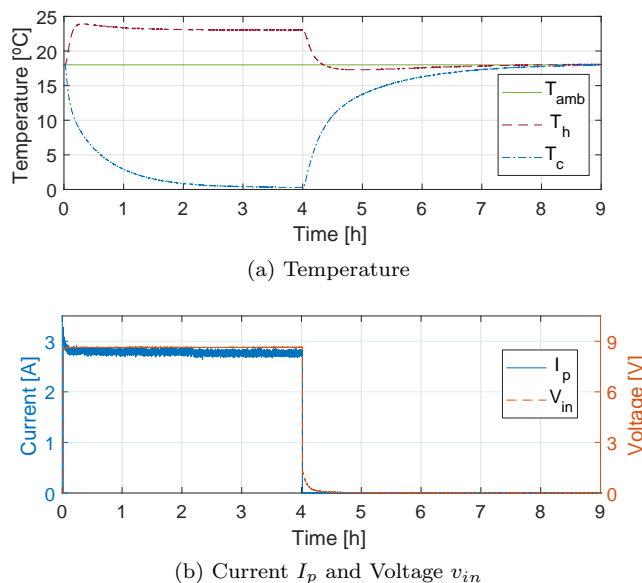 25
20
15
10
5
0
Temperature [ºC]
T_amb
T_h
T_c
0 1 2 3 4 5 6 7 8 9
Time [h]
(a) Temperature
3
2
1
0
Current [A]
9
6
3
0
Voltage [V]
I_p
V_in
0 1 2 3 4 5 6 7 8 9
Time [h]
(b) Current I_p and Voltage v_in